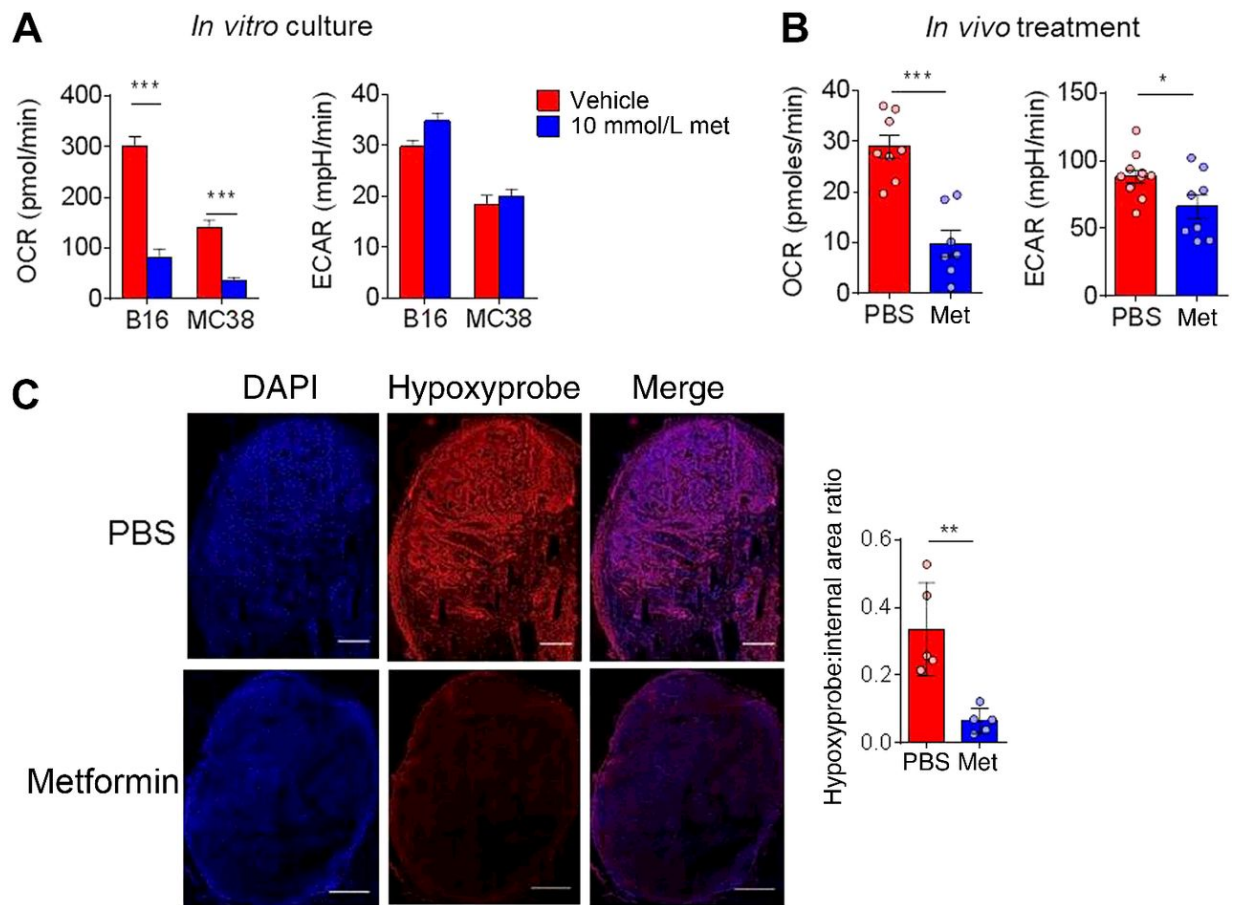 A
In vitro culture
OCR (pmol/min)
400
300
200
100
0
***
***
B16
MC38
ECAR (mpH/min)
40
30
20
10
0
B16
MC38
Vehicle
10 mmol/L met
B
In vivo treatment
OCR (pmoles/min)
40
30
20
10
0
***
PBS
Met
ECAR (mpH/min)
150
100
50
0
*
PBS
Met
C
DAPI
Hypoxyprobe
Merge
PBS
Metformin
Hypoxyprobe:internal area ratio
0.6
0.4
0.2
0.0
**
PBS
Met